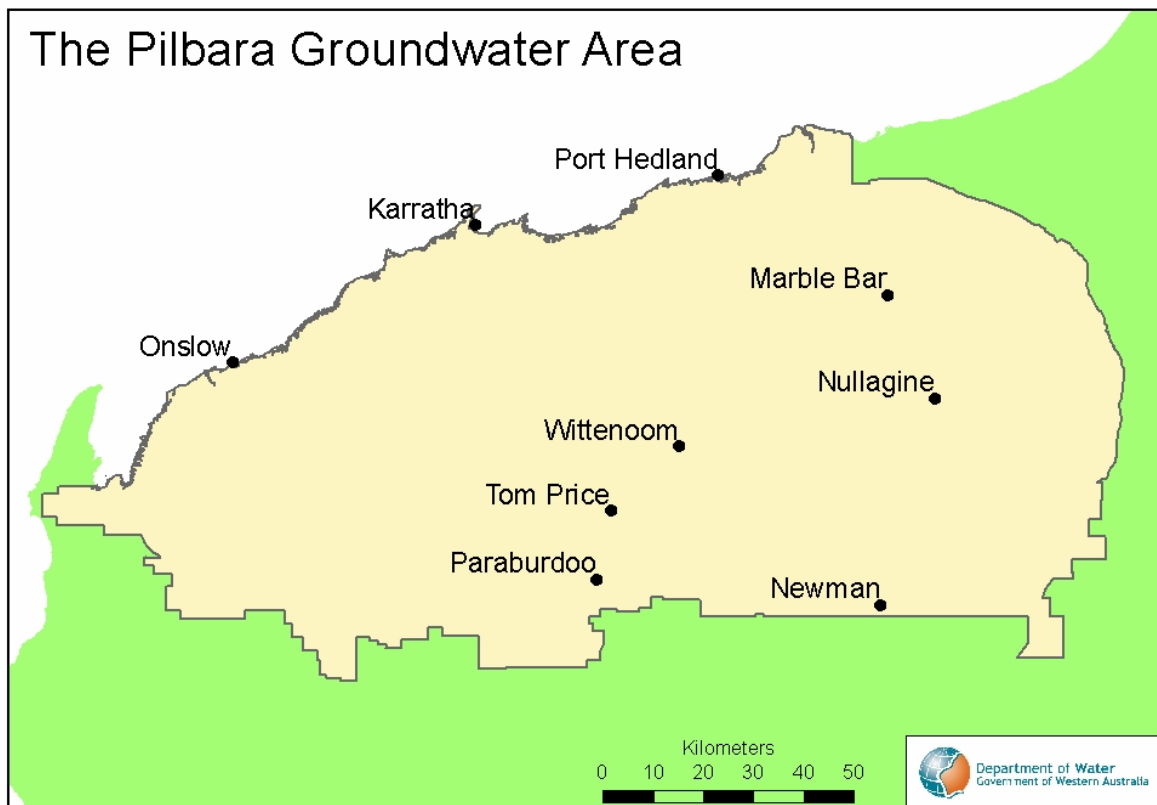 The Pilbara Groundwater Area
Port Hedland
Karratha
Marble Bar
Onslow
Nullagine
Wittenoom
Tom Price
Paraburdoo
Newman
Kilometers
0 10 20 30 40 50
Department of Water
Government of Western Australia